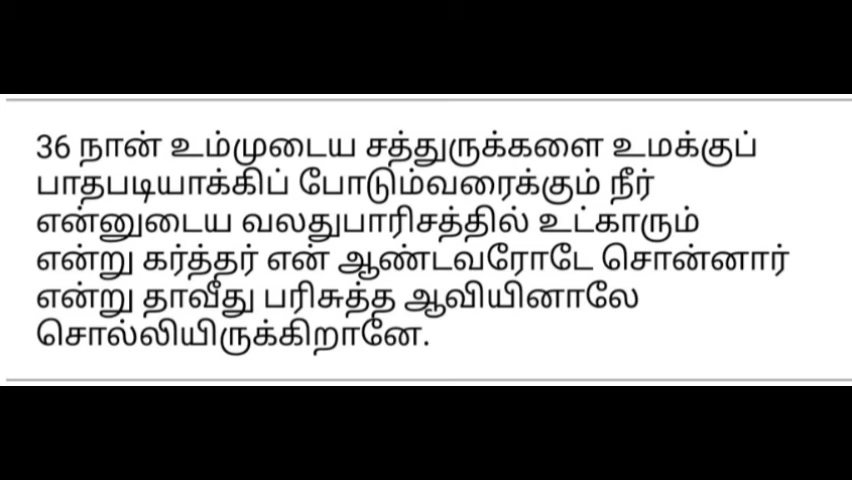 36 நான் உம்முடைய சத்துருக்களை உமக்குப்
பாதபடியாக்கிப் போடும்வரைக்கும் நீர்
என்னுடைய வலதுபாரிசத்தில் உட்காரும்
என்று கர்த்தர் என் ஆண்டவரோடே சொன்னார்
என்று தாவீது பரிசுத்த ஆவியினாலே
சொல்லியிருக்கிறானே.